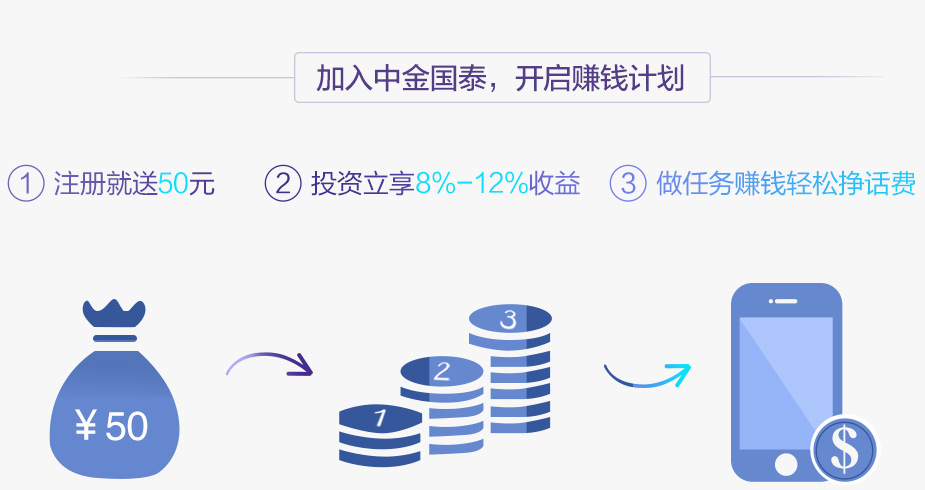 加入中金国泰，开启赚钱计划
① 注册就送50元
② 投资立享8%-12%收益
③ 做任务赚钱轻松挣话费
¥50
1
2
3
$